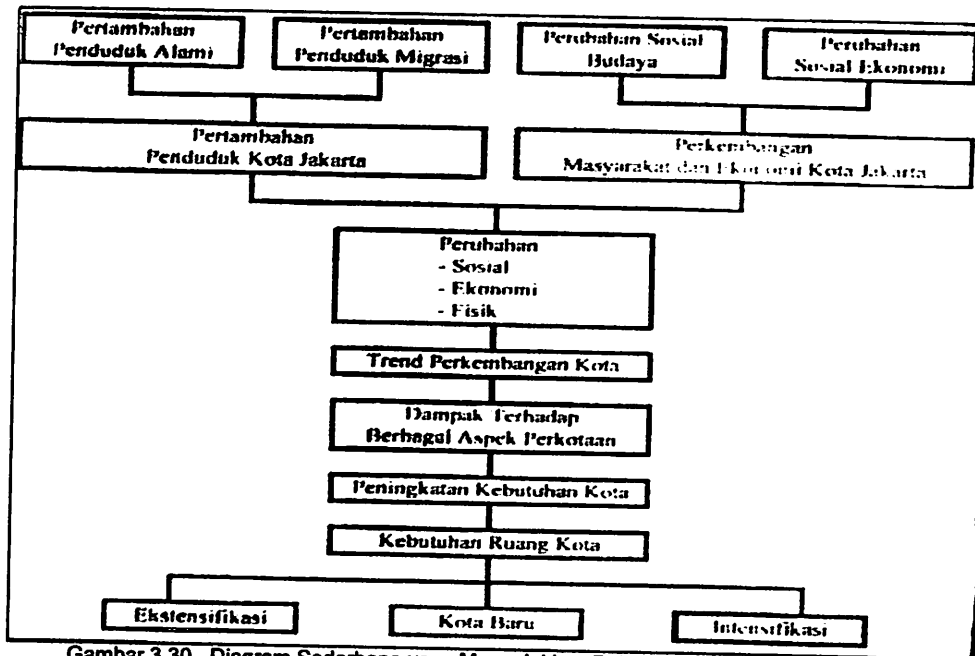 Pertambahan
Penduduk Alami
Pertambahan
Penduduk Migrasi
Perubahan Sosial
Budaya
Perubahan
Sosial Ekonomi
Pertambahan
Penduduk Kota Jakarta
Perkembangan
Masyarakat dan Ekonomi Kota Jakarta
Perubahan
- Sosial
- Ekonomi
- Fisik
Trend Perkembangan Kota
Dampak Terhadap
Berbagai Aspek Perkotaan
Peningkatan Kebutuhan Kota
Kebutuhan Ruang Kota
Ekstensifikasi
Kota Baru
Intensifikasi
Gambar 3.30 Diagram Sederhana